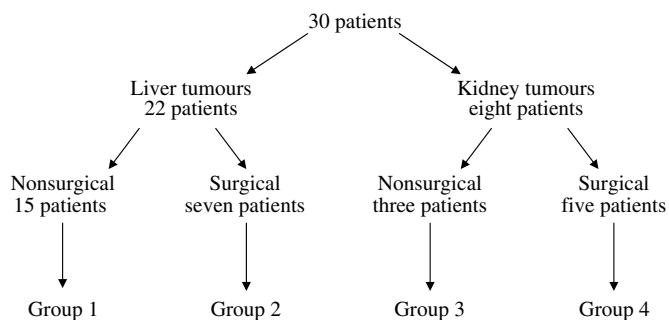 30 patients
Liver tumours
22 patients
Kidney tumours
eight patients
Nonsurgical
15 patients
Surgical
seven patients
Nonsurgical
three patients
Surgical
five patients
Group 1
Group 2
Group 3
Group 4